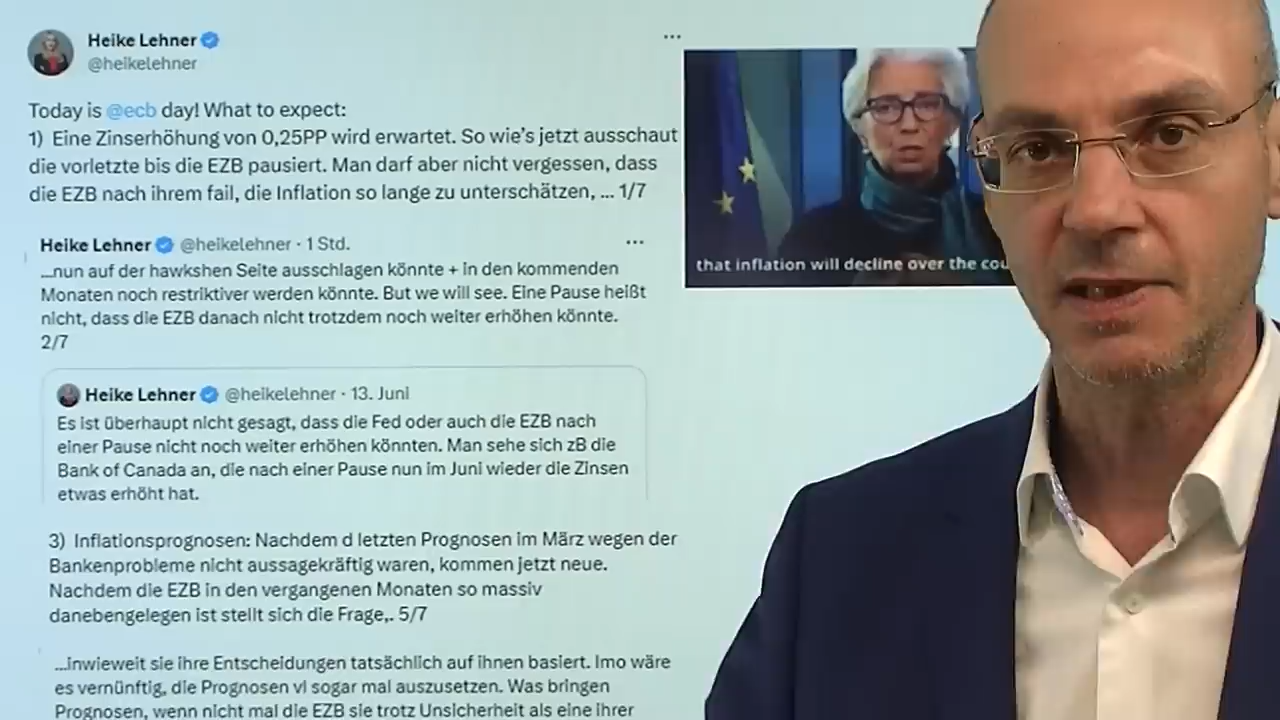 Heike Lehner
@heikelehner
Today is @ecb day! What to expect:
1) Eine Zinserhöhung von 0,25PP wird erwartet. So wie's jetzt ausschaut
die vorletzte bis die EZB pausiert. Man darf aber nicht vergessen, dass
die EZB nach ihrem fail, die Inflation so lange zu unterschätzen, ... 1/7
Heike Lehner @heikelehner · 1 Std.
...nun auf der hawkshen Seite ausschlagen könnte + in den kommenden
Monaten noch restriktiver werden könnte. But we will see. Eine Pause heißt
nicht, dass die EZB danach nicht trotzdem noch weiter erhöhen könnte.
2/7
Heike Lehner @heikelehner · 13. Juni
Es ist überhaupt nicht gesagt, dass die Fed oder auch die EZB nach
einer Pause nicht noch weiter erhöhen könnten. Man sehe sich zB die
Bank of Canada an, die nach einer Pause nun im Juni wieder die Zinsen
etwas erhöht hat.
3) Inflationsprognosen: Nachdem d letzten Prognosen im März wegen der
Bankenprobleme nicht aussagekräftig waren, kommen jetzt neue.
Nachdem die EZB in den vergangenen Monaten so massiv
danebengelegen ist stellt sich die Frage,. 5/7
...inwieweit sie ihre Entscheidungen tatsächlich auf ihnen basiert. Imo wäre
es vernünftig, die Prognosen vl sogar mal auszusetzen. Was bringen
Prognosen, wenn nicht mal die EZB sie trotz Unsicherheit als eine ihrer
that inflation will decline over the cou